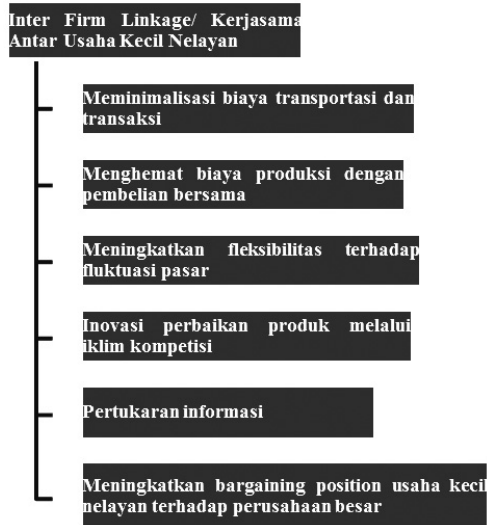 Inter Firm Linkage/ Kerjasama
Antar Usaha Kecil Nelayan
Meminimalisasi biaya transportasi dan
transaksi
Menghemat biaya produksi dengan
pembelian bersama
Meningkatkan fleksibilitas terhadap
fluktuasi pasar
Inovasi perbaikan produk melalui
iklim kompetisi
Pertukaran informasi
Meningkatkan bargaining position usaha kecil
nelayan terhadap perusahaan besar